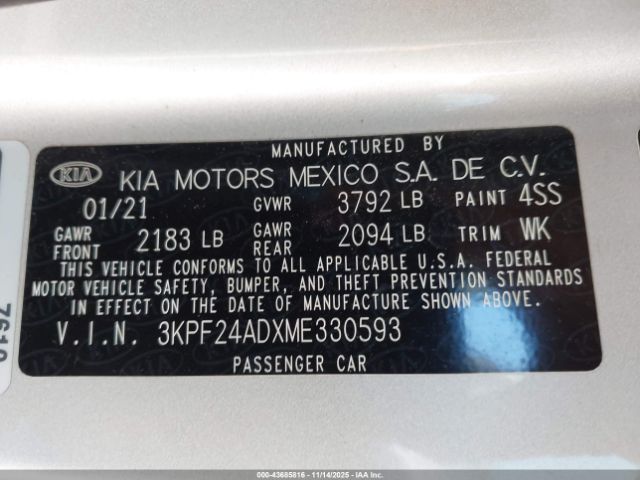 MANUFACTURED BY
KIA KIA MOTORS MEXICO S.A. DE C.V.
01/21 GVWR 3792 LB PAINT 4SS
GAWR FRONT 2183 LB GAWR REAR 2094 LB TRIM WK
THIS VEHICLE CONFORMS TO ALL APPLICABLE U.S.A. FEDERAL
MOTOR VEHICLE SAFETY, BUMPER, AND THEFT PREVENTION STANDARDS
IN EFFECT ON THE DATE OF MANUFACTURE SHOWN ABOVE.
V.I.N. 3KPF24ADXME330593
PASSENGER CAR
000-43685816 - 11/14/2025 - IAA Inc.